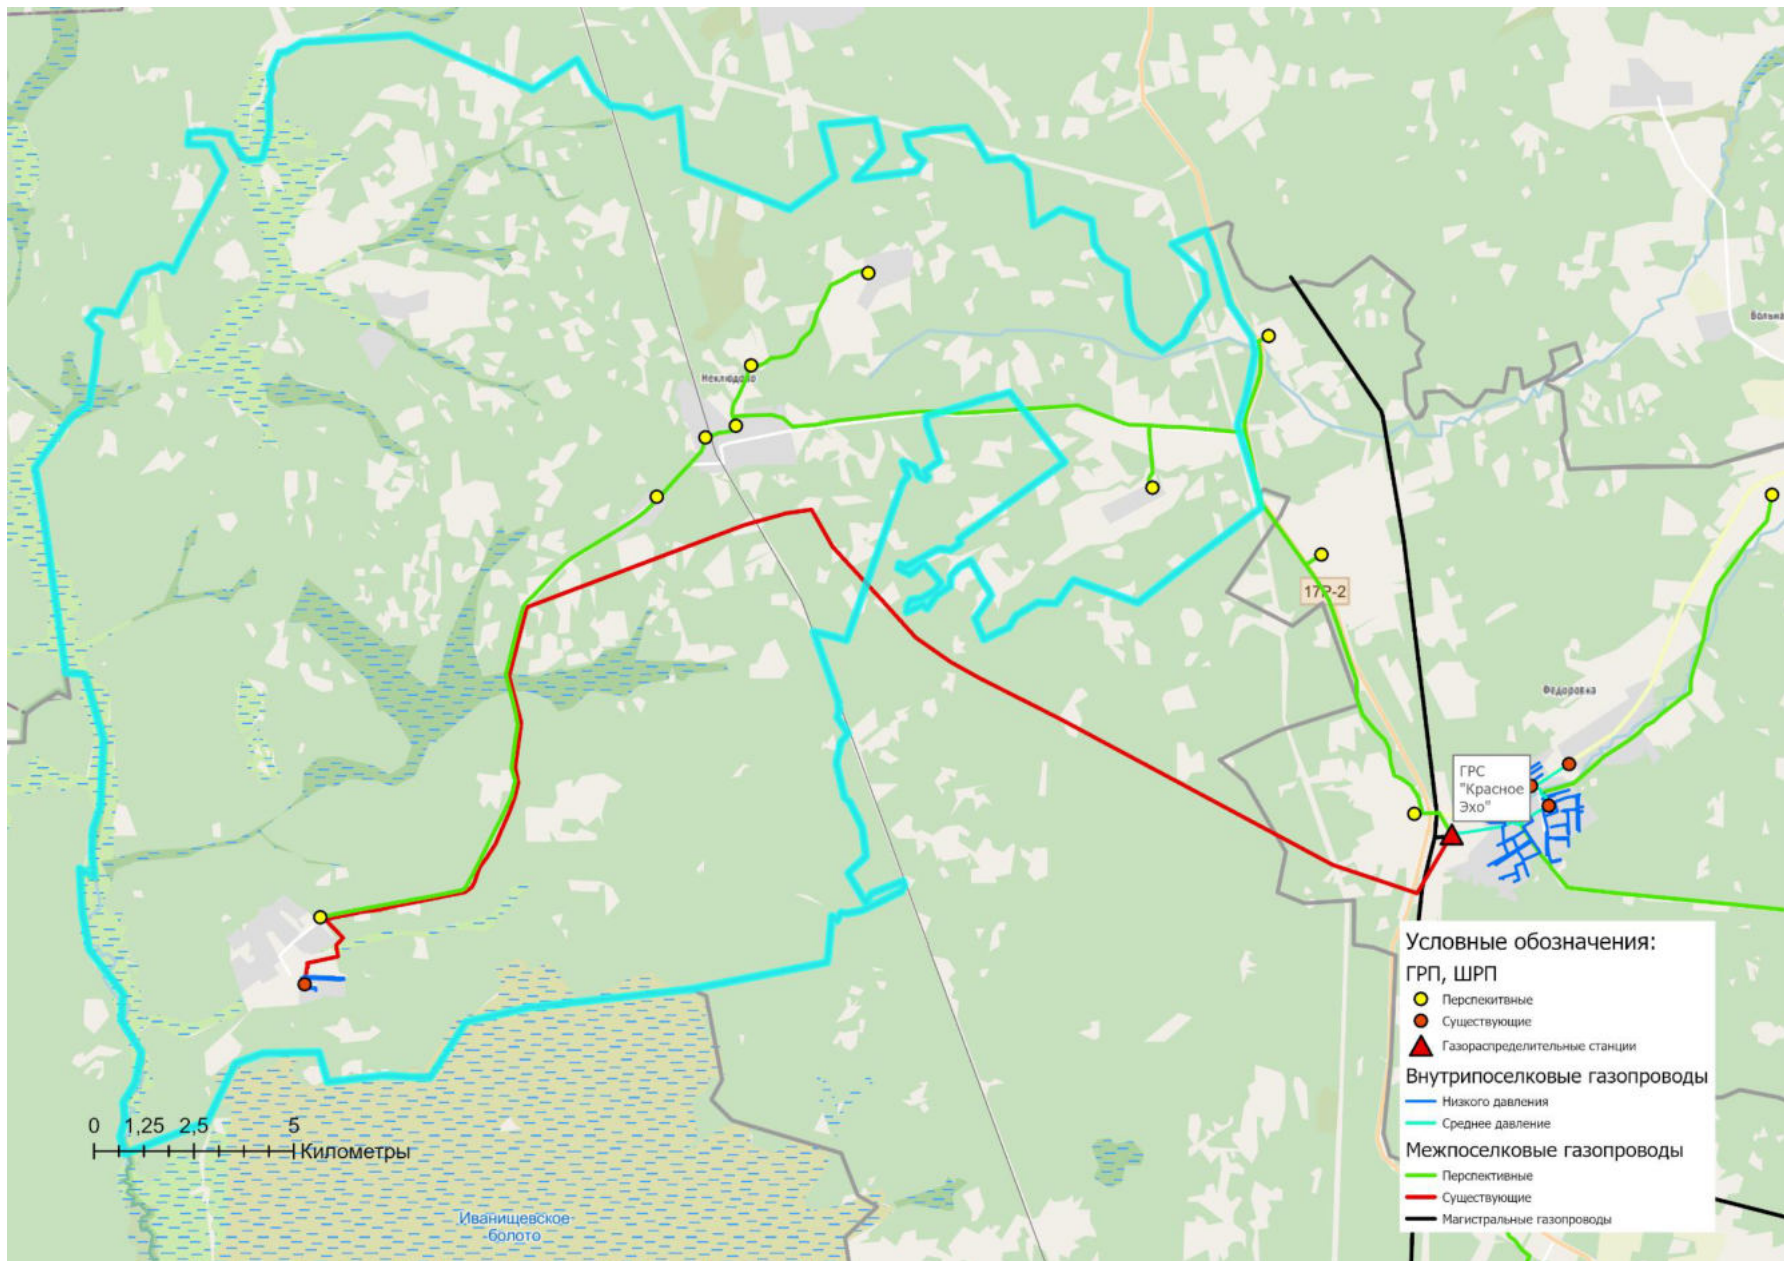 Неклюдово
Вольна
17Р-2
Федоровка
ГРС
"Красное
Эхо"
Условные обозначения:
ГРП, ШРП
Перспекитвные
Существующие
Газораспределительные станции
Внутрипоселковые газопроводы
Низкого давления
Среднее давление
Межпоселковые газопроводы
Перспективные
Существующие
Магистральные газопроводы
0 1,25 2,5 5
Километры
Иванищевское
болото